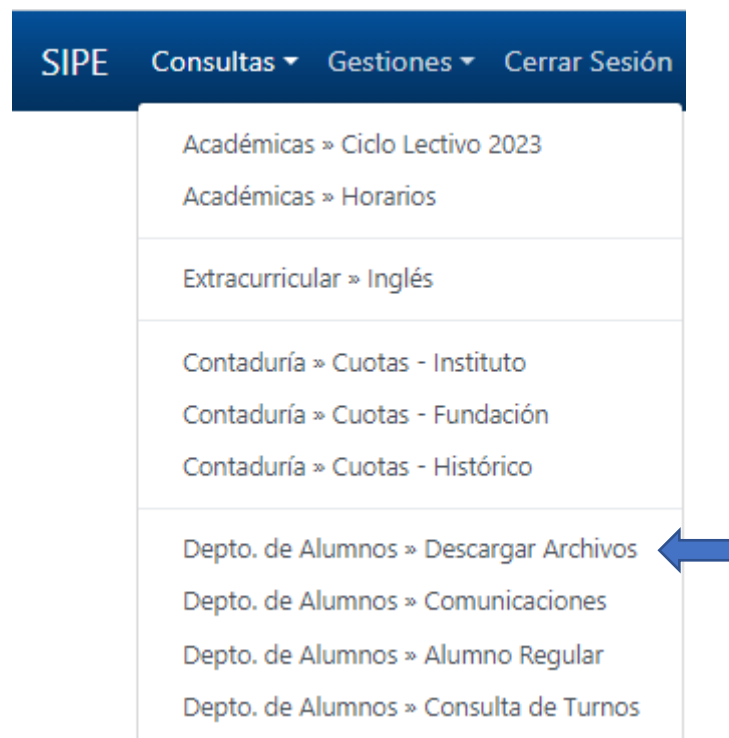 SIPE Consultas Gestiones Cerrar Sesión
Académicas » Ciclo Lectivo 2023
Académicas » Horarios
Extracurricular » Inglés
Contaduría » Cuotas - Instituto
Contaduría » Cuotas - Fundación
Contaduría » Cuotas - Histórico
Depto. de Alumnos » Descargar Archivos
Depto. de Alumnos » Comunicaciones
Depto. de Alumnos » Alumno Regular
Depto. de Alumnos » Consulta de Turnos